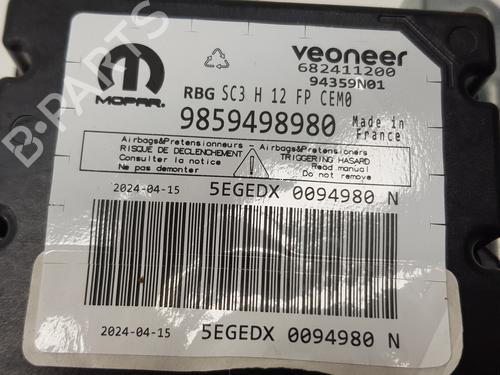 veoneer
682411200
94359N01
MOPAR.
RBG SC3 H 12 FP CEM0
9859498980
Made in
France
Airbags&Pretensionneurs
RISQUE DE DECLENCHEMENT
Consulter la notice
Ne pas demonter
Airbags&Pretensioners
TRIGGERING HASARD
Read manual
Do not remove
2024-04-15
5EGEDX 0094980 N
2024-04-15
5EGEDX 0094980 N
B-PARTS